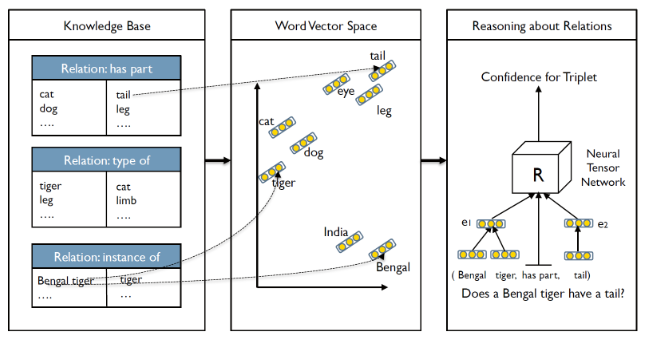 Knowledge Base
Relation: has part
cat tail
dog leg
.... ....
Relation: type of
tiger cat
leg limb
.... ....
Relation: instance of
Bengal tiger tiger
.... ...
Word Vector Space
tail
eye
leg
cat
dog
tiger
India
Bengal
Reasoning about Relations
Confidence for Triplet
R
Neural
Tensor
Network
e1
e2
( Bengal tiger, has part, tail)
Does a Bengal tiger have a tail?